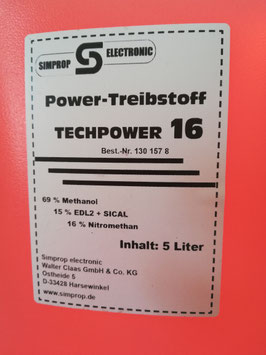 SIMPROP ELECTRONIC
Power-Treibstoff
TECHPOWER 16
Best.-Nr. 130 157 8
69 % Methanol
15 % EDL2 + SICAL
16 % Nitromethan
Inhalt: 5 Liter
Simprop electronic
Walter Claas GmbH & Co. KG
Ostheide 5
D-33428 Harsewinkel
www.simprop.de